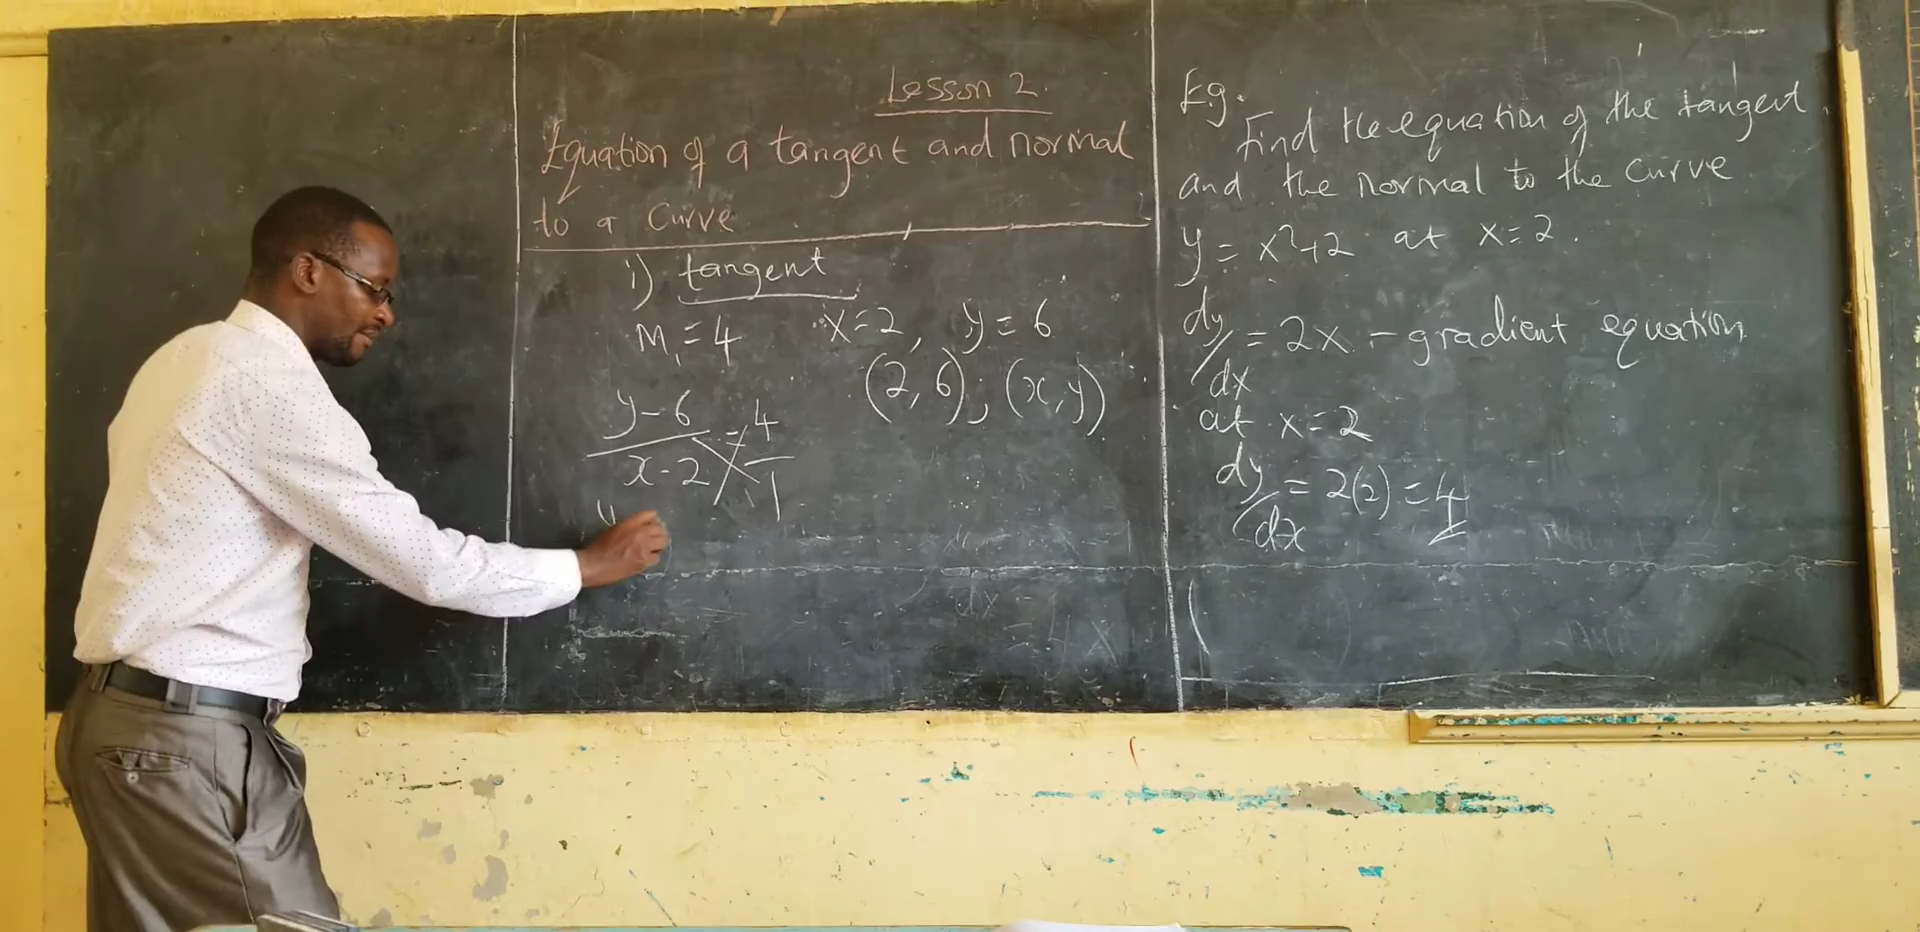 Lesson 2.
Equation of a tangent and normal
to a curve
i) tangent
M₁ = 4 x = 2, y = 6
(2, 6); (x, y)
y - 6 / x - 2 = 4 / 1
y
E.g.
Find the equation of the tangent
and the normal to the curve
y = x² + 2 at x = 2.
dy/dx = 2x - gradient equation
at x = 2
dy/dx = 2(2) = 4